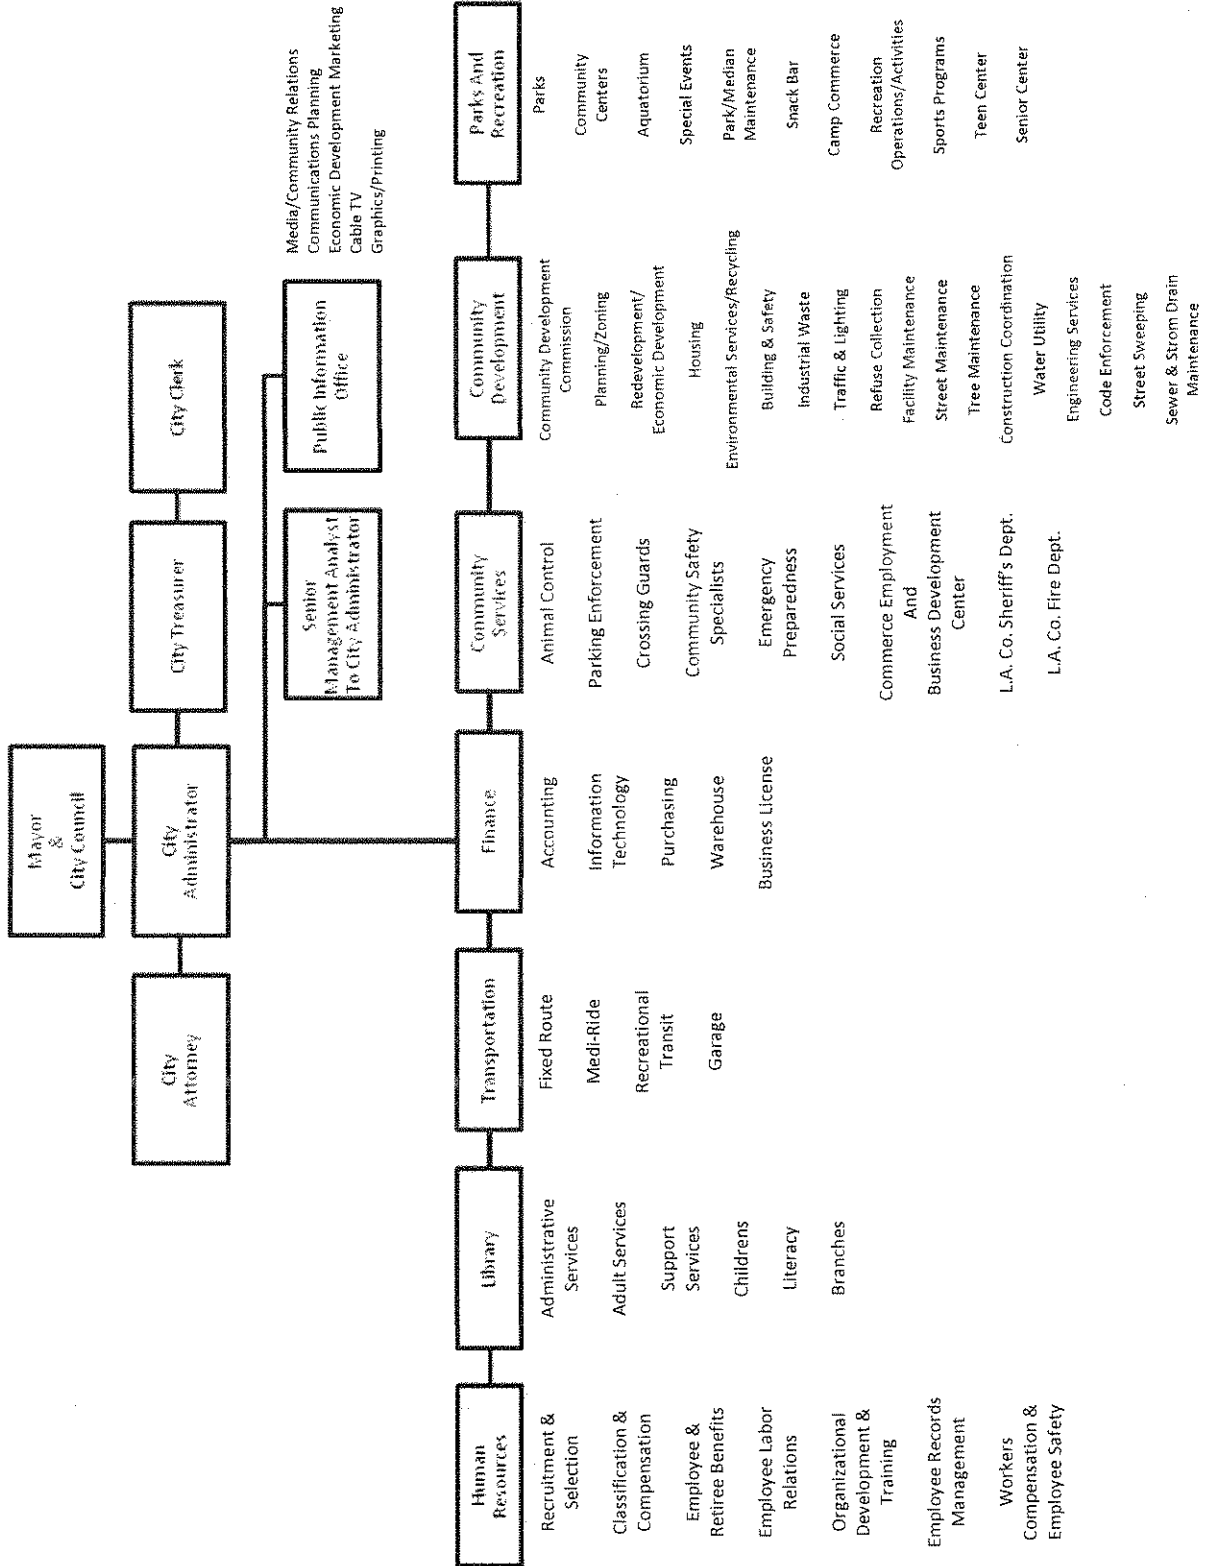 Mayor
&
City Council
City
Attorney
City
Administrator
City Treasurer
City Clerk
Senior
Management Analyst
To City Administrator
Public Information
Office
Media/Community Relations
Communications Planning
Economic Development Marketing
Cable TV
Graphics/Printing
Human
Resources
Recruitment &
Selection
Classification &
Compensation
Employee &
Retiree Benefits
Employee Labor
Relations
Organizational
Development &
Training
Employee Records
Management
Workers
Compensation &
Employee Safety
Library
Administrative
Services
Adult Services
Support
Services
Childrens
Literacy
Branches
Transportation
Fixed Route
Medi-Ride
Recreational
Transit
Garage
Finance
Accounting
Information
Technology
Purchasing
Warehouse
Business License
Community
Services
Animal Control
Parking Enforcement
Crossing Guards
Community Safety
Specialists
Emergency
Preparedness
Social Services
Commerce Employment
And
Business Development
Center
L.A. Co. Sheriff's Dept.
L.A. Co. Fire Dept.
Community
Development
Community Development
Commission
Planning/Zoning
Redevelopment/
Economic Development
Housing
Environmental Services/Recycling
Building & Safety
Industrial Waste
Traffic & Lighting
Refuse Collection
Facility Maintenance
Street Maintenance
Tree Maintenance
Construction Coordination
Water Utility
Engineering Services
Code Enforcement
Street Sweeping
Sewer & Strom Drain
Maintenance
Parks And
Recreation
Parks
Community
Centers
Aquatorium
Special Events
Park/Median
Maintenance
Snack Bar
Camp Commerce
Recreation
Operations/Activities
Sports Programs
Teen Center
Senior Center